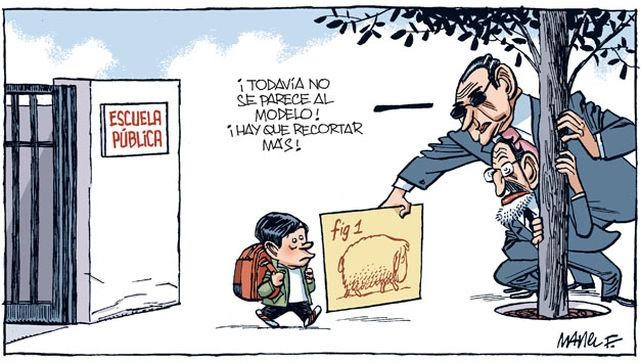 ESCUELA
PÚBLICA
¡TODAVÍA NO
SE PARECE AL
MODELO!
¡HAY QUE RECORTAR
MÁS!
fig 1
MANEL F.